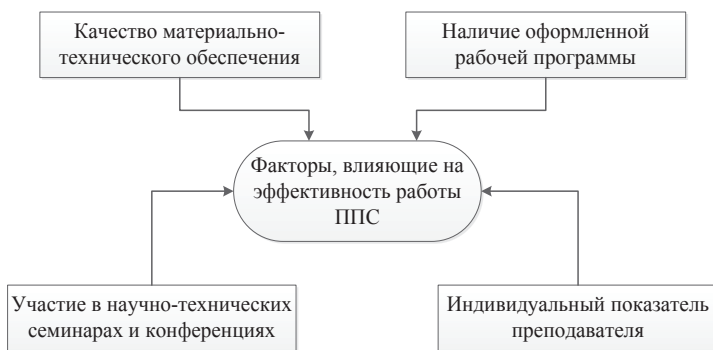 Качество материально-
технического обеспечения
Наличие оформленной
рабочей программы
Факторы, влияющие на
эффективность работы
ППС
Участие в научно-технических
семинарах и конференциях
Индивидуальный показатель
преподавателя